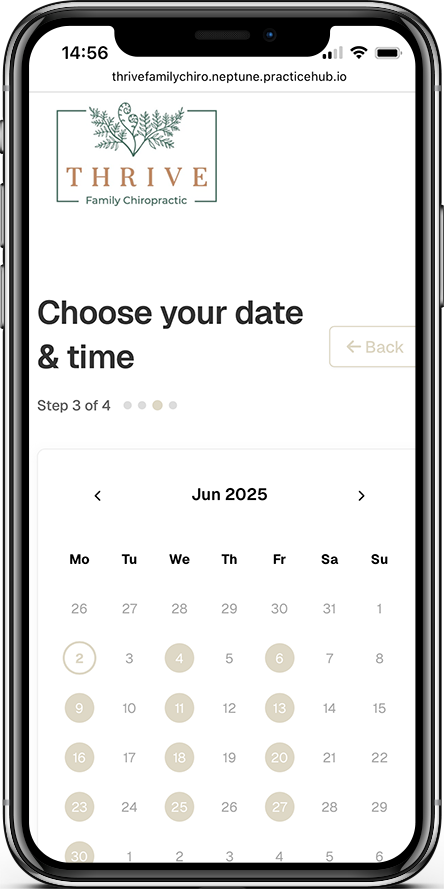 14:56
thrivefamilychiro.neptune.practicehub.io
THRIVE
Family Chiropractic
Choose your date
& time
← Back
Step 3 of 4
‹ Jun 2025 ›
Mo Tu We Th Fr Sa Su
26 27 28 29 30 31 1
2 3 4 5 6 7 8
9 10 11 12 13 14 15
16 17 18 19 20 21 22
23 24 25 26 27 28 29
30 1 2 3 4 5 6